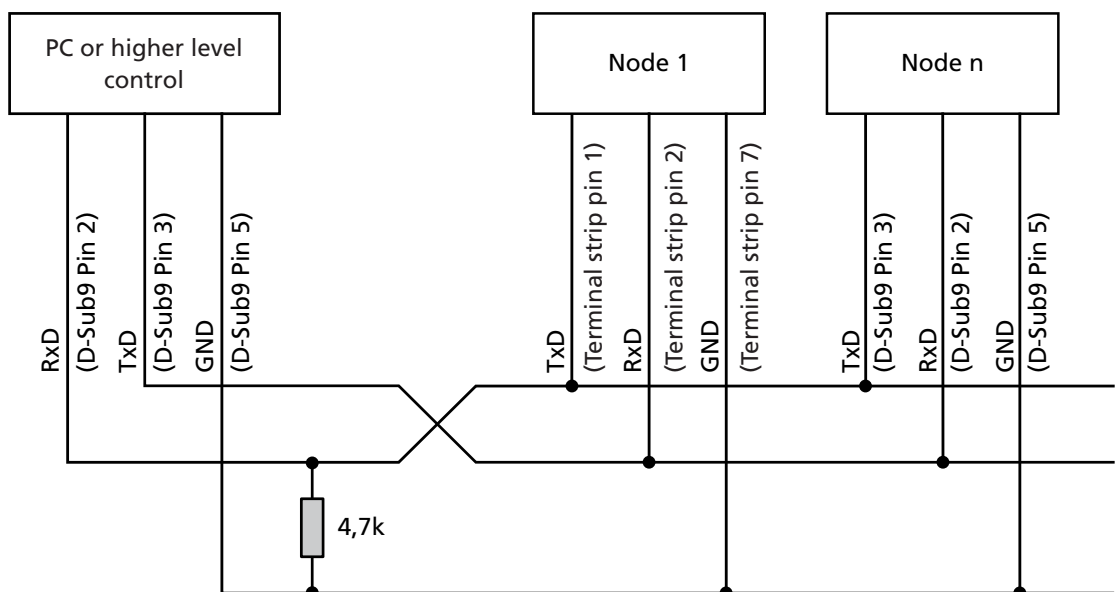 PC or higher level
control
Node 1
Node n
RxD
(D-Sub9 Pin 2)
TxD
(D-Sub9 Pin 3)
GND
(D-Sub9 Pin 5)
TxD
(Terminal strip pin 1)
RxD
(Terminal strip pin 2)
GND
(Terminal strip pin 7)
TxD
(D-Sub9 Pin 3)
RxD
(D-Sub9 Pin 2)
GND
(D-Sub9 Pin 5)
4,7k